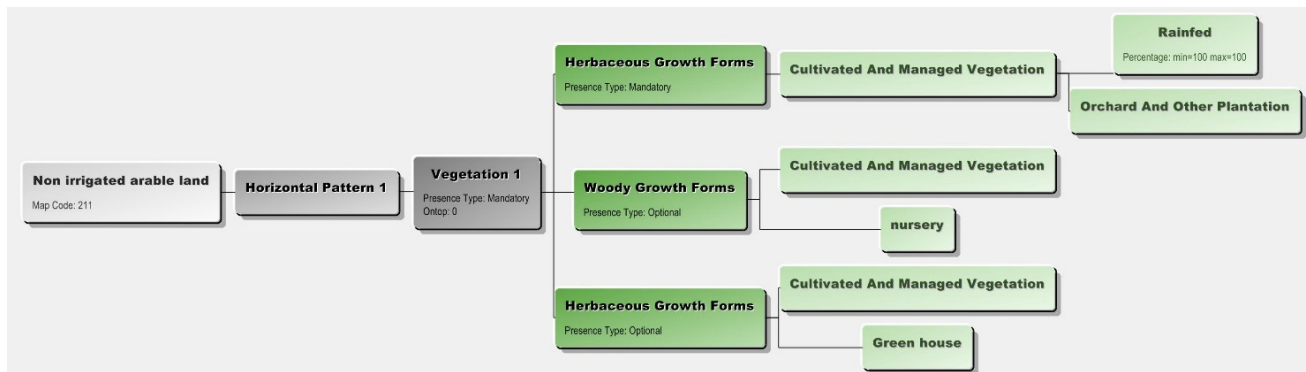 Non irrigated arable land
Map Code: 211
Horizontal Pattern 1
Vegetation 1
Presence Type: Mandatory
Ontop: 0
Herbaceous Growth Forms
Presence Type: Mandatory
Cultivated And Managed Vegetation
Rainfed
Percentage: min=100 max=100
Orchard And Other Plantation
Woody Growth Forms
Presence Type: Optional
Cultivated And Managed Vegetation
nursery
Herbaceous Growth Forms
Presence Type: Optional
Cultivated And Managed Vegetation
Green house